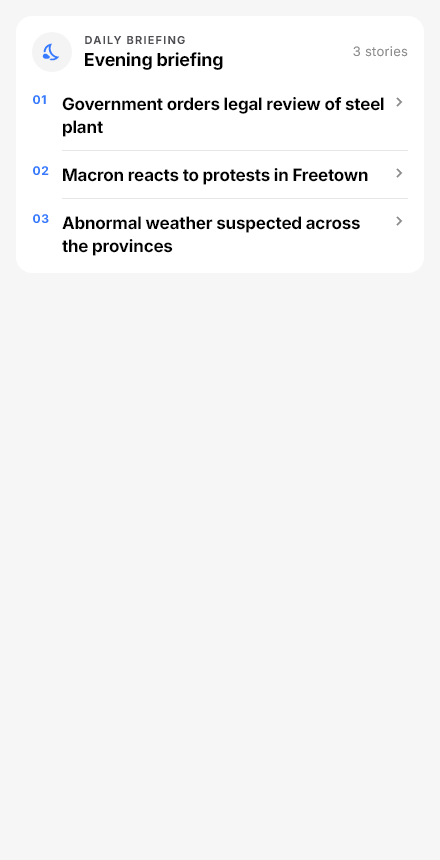 DAILY BRIEFING
Evening briefing
3 stories
01
Government orders legal review of steel
plant
02
Macron reacts to protests in Freetown
03
Abnormal weather suspected across
the provinces